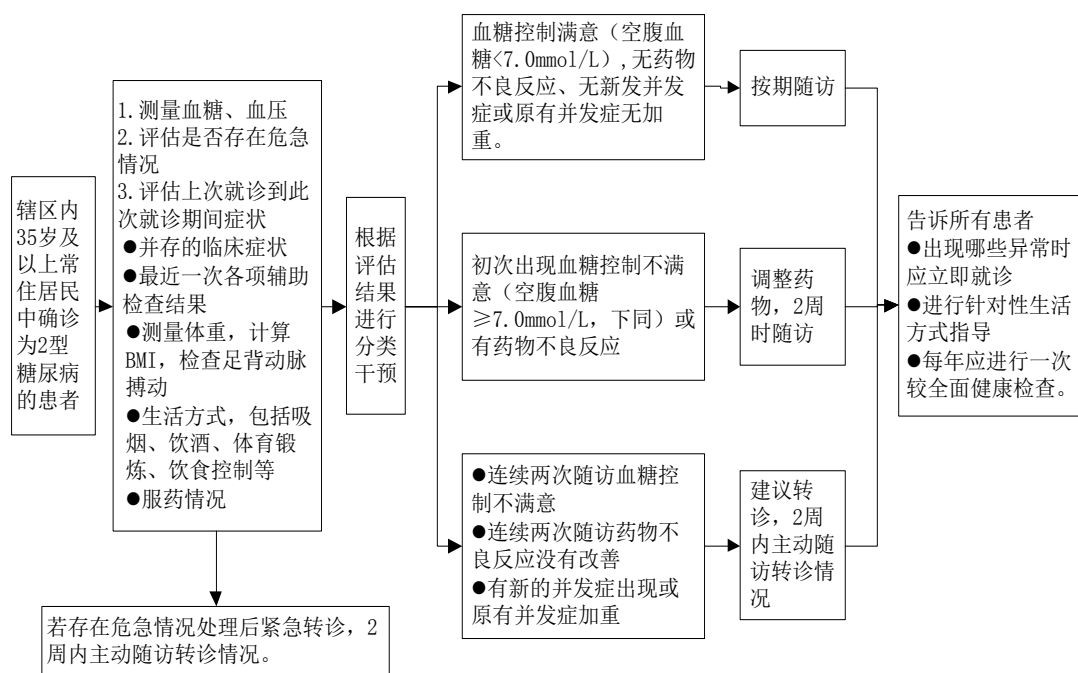 辖区内
35岁及
以上常
住居民
中确诊
为2型
糖尿病
的患者
1.测量血糖、血压
2.评估是否存在危急
情况
3.评估上次就诊到此
次就诊期间症状
●并存的临床症状
●最近一次各项辅助
检查结果
●测量体重，计算
BMI，检查足背动脉
搏动
●生活方式，包括吸
烟、饮酒、体育锻
炼、饮食控制等
●服药情况
若存在危急情况处理后紧急转诊，2
周内主动随访转诊情况。
根据
评估
结果
进行
分类
干预
血糖控制满意（空腹血
糖<7.0mmol/L）,无药物
不良反应、无新发并发
症或原有并发症无加
重。
按期随访
初次出现血糖控制不满
意（空腹血糖
≥7.0mmol/L，下同）或
有药物不良反应
调整药
物，2周
时随访
●连续两次随访血糖控
制不满意
●连续两次随访药物不
良反应没有改善
●有新的并发症出现或
原有并发症加重
建议转
诊，2周
内主动随
访转诊情
况
告诉所有患者
●出现哪些异常时
应立即就诊
●进行针对性生活
方式指导
●每年应进行一次
较全面健康检查。